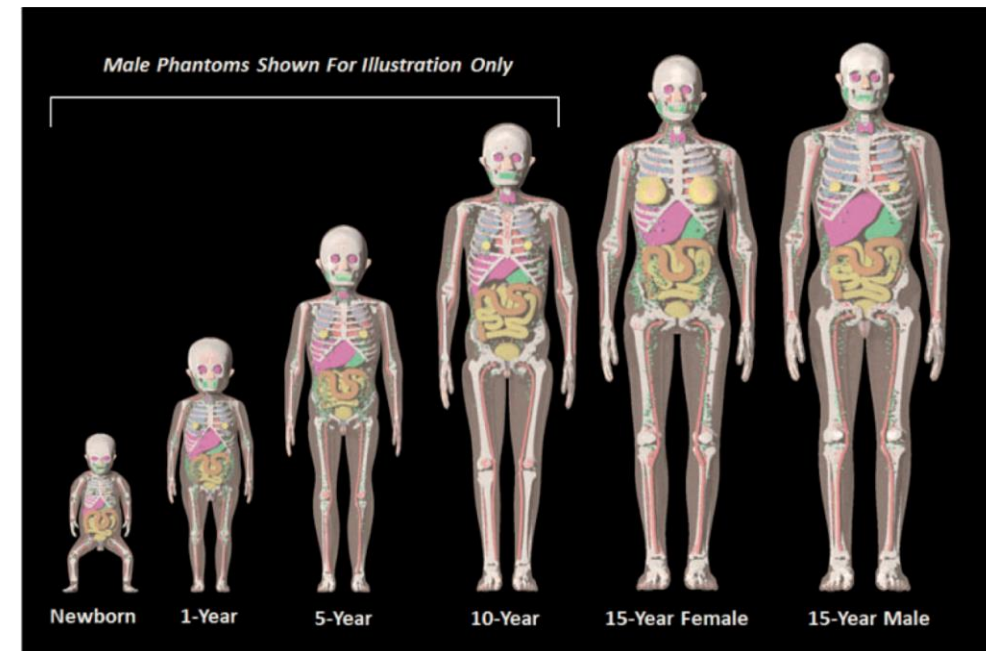 Male Phantoms Shown For Illustration Only
Newborn
1-Year
5-Year
10-Year
15-Year Female
15-Year Male